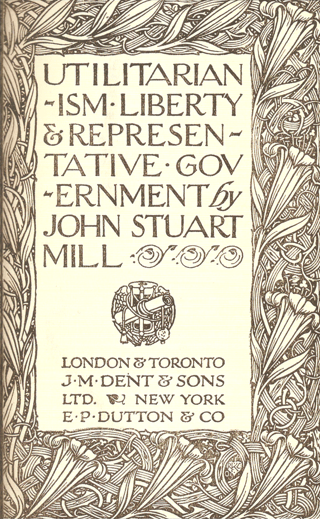 UTILITARIAN
-ISM · LIBERTY
& REPRESEN-
TATIVE · GOV
-ERNMENT by
JOHN STUART
MILL
LONDON & TORONTO
J · M · DENT & SONS
LTD. NEW YORK
E · P · DUTTON & CO